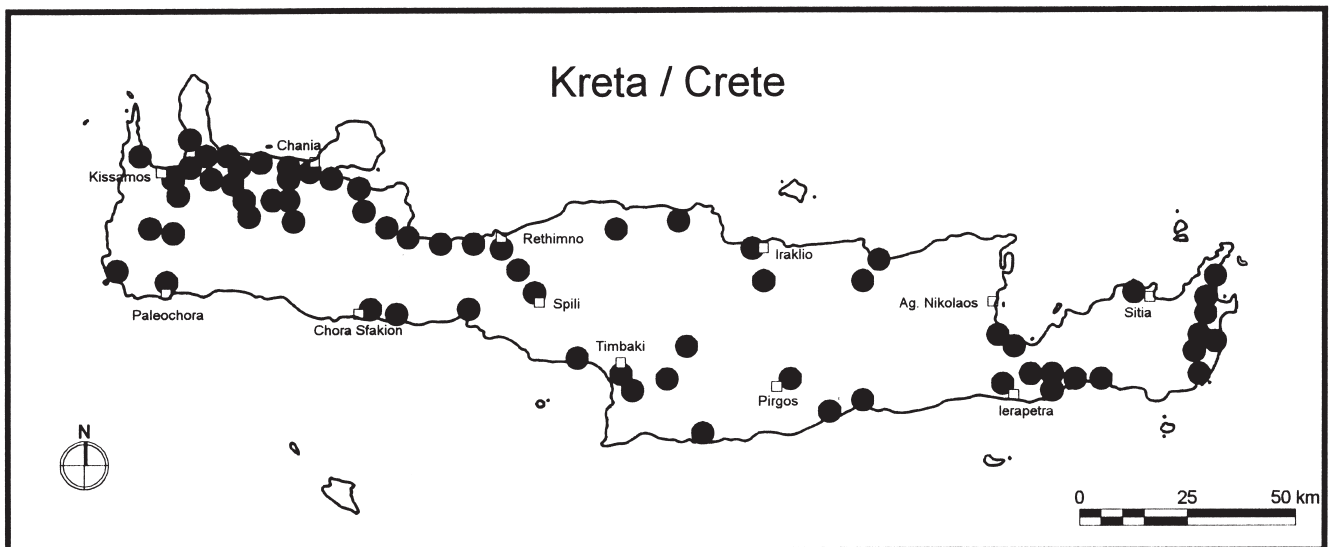 Kreta / Crete
Chania
Kissamos
Rethimno
Iraklio
Spili
Ag. Nikolaos
Sitia
Paleochora
Chora Sfakion
Timbaki
Pirgos
Ierapetra
N
0 25 50 km